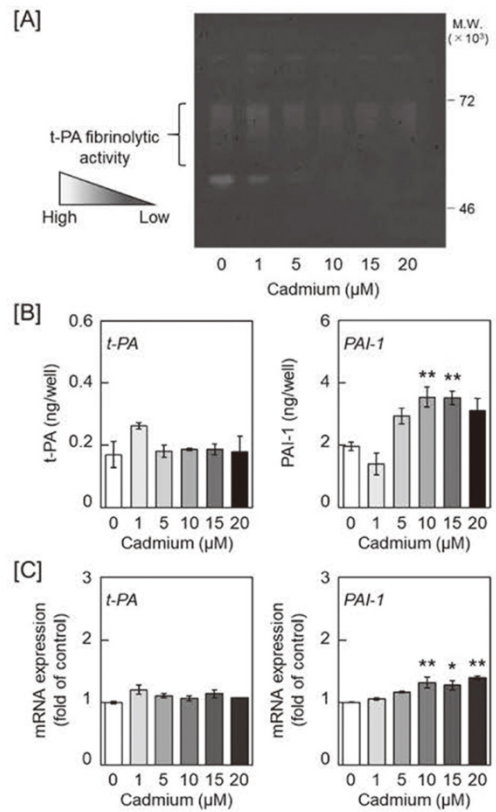 [A]
M.W.
(×10³)
72
t-PA fibrinolytic
activity
High
Low
46
0 1 5 10 15 20
Cadmium (μM)
[B]
t-PA
t-PA (ng/well)
0.6
0.4
0.2
0
0 1 5 10 15 20
Cadmium (μM)
PAI-1
PAI-1 (ng/well)
6
4
2
0
** **
0 1 5 10 15 20
Cadmium (μM)
[C]
t-PA
mRNA expression
(fold of control)
3
2
1
0
0 1 5 10 15 20
Cadmium (μM)
PAI-1
mRNA expression
(fold of control)
3
2
1
0
** * **
0 1 5 10 15 20
Cadmium (μM)